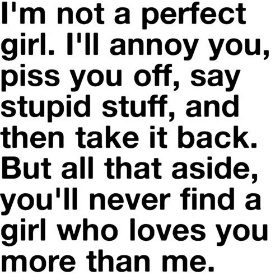 I'm not a perfect
girl. I'll annoy you,
piss you off, say
stupid stuff, and
then take it back.
But all that aside,
you'll never find a
girl who loves you
more than me.